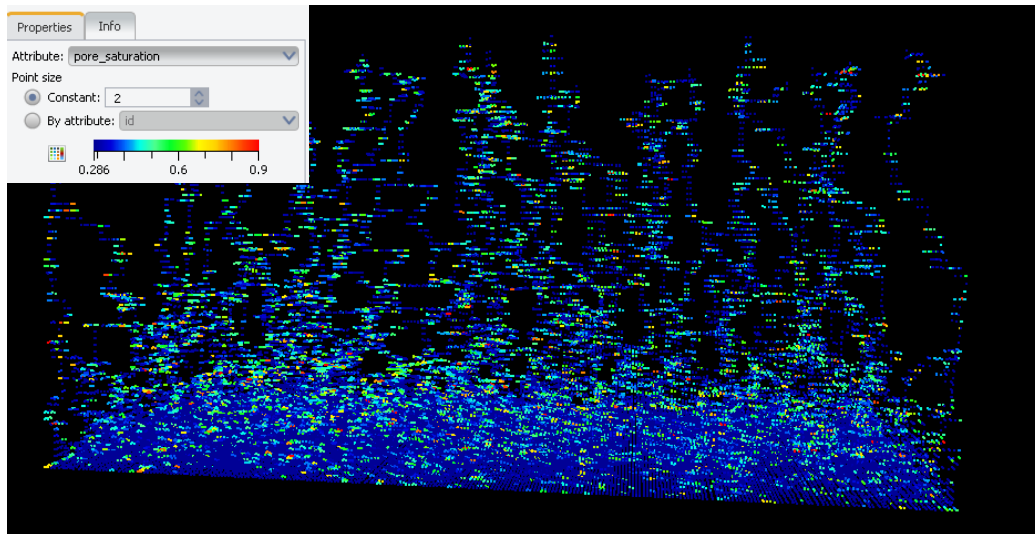 Properties Info
Attribute: pore_saturation
Point size
Constant: 2
By attribute: id
0.286 0.6 0.9